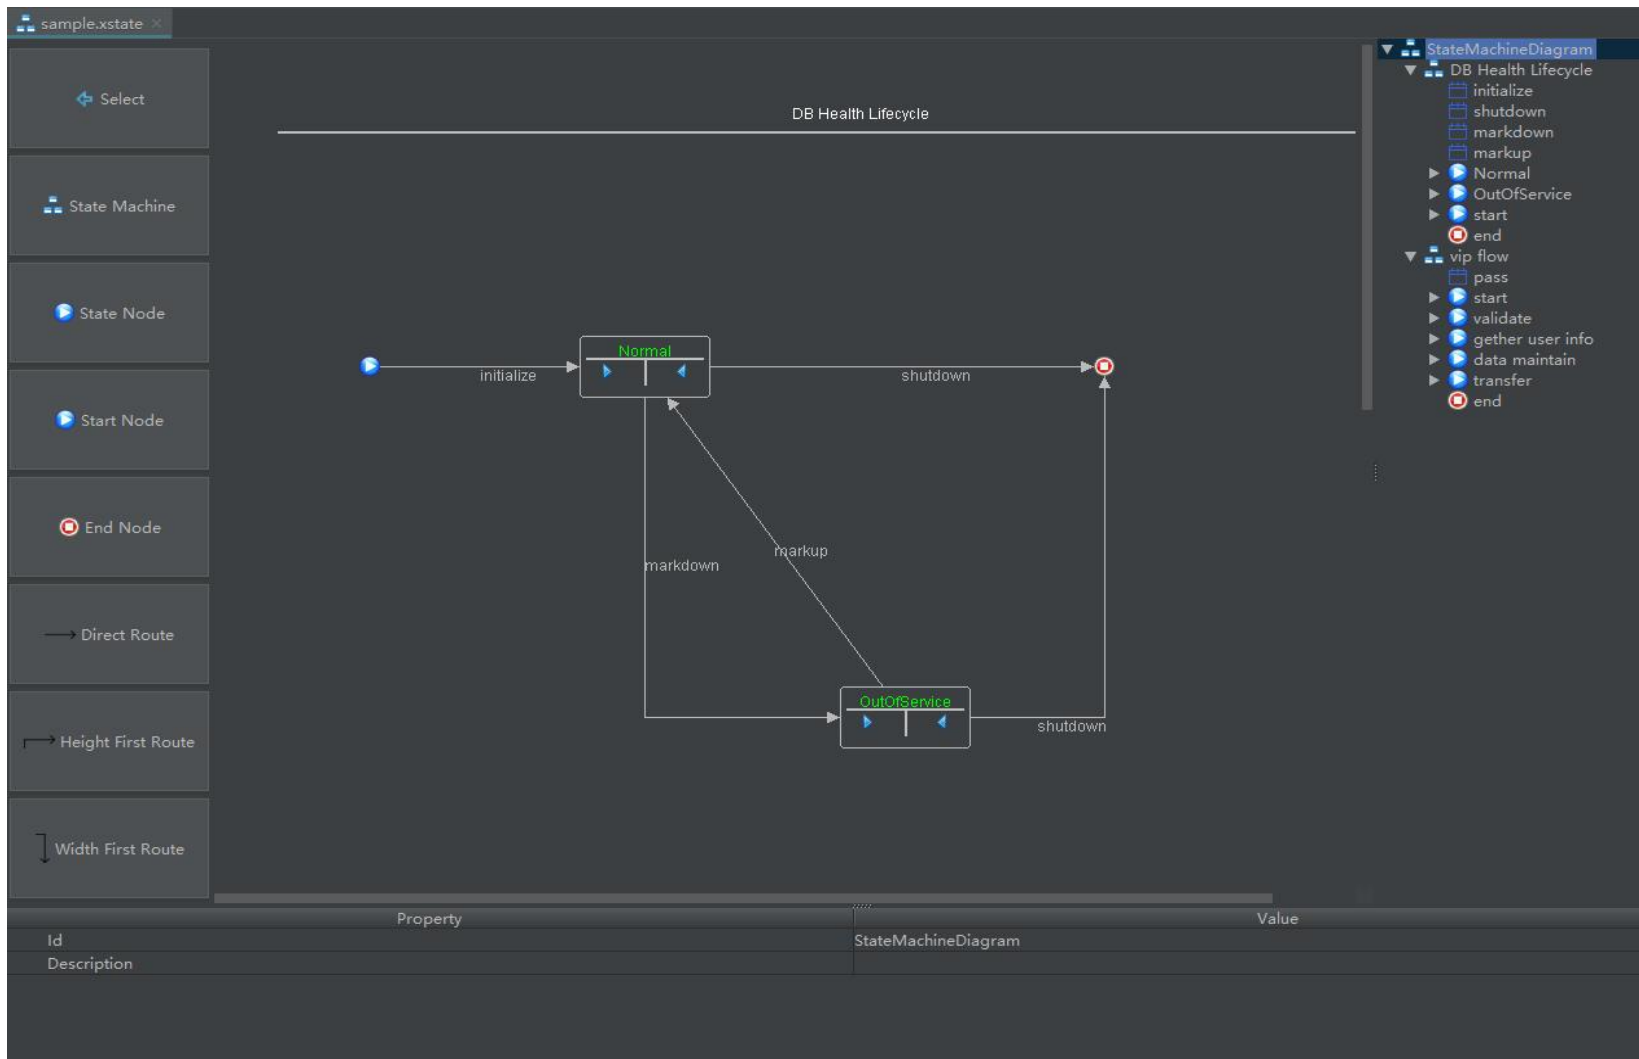 sample.xstate
Select
State Machine
State Node
Start Node
End Node
Direct Route
Height First Route
Width First Route
DB Health Lifecycle
Normal
initialize
shutdown
markup
markdown
OutOfService
shutdown
StateMachineDiagram
DB Health Lifecycle
initialize
shutdown
markdown
markup
Normal
OutOfService
start
end
vip flow
pass
start
validate
gether user info
data maintain
transfer
end
Property Value
Id StateMachineDiagram
Description